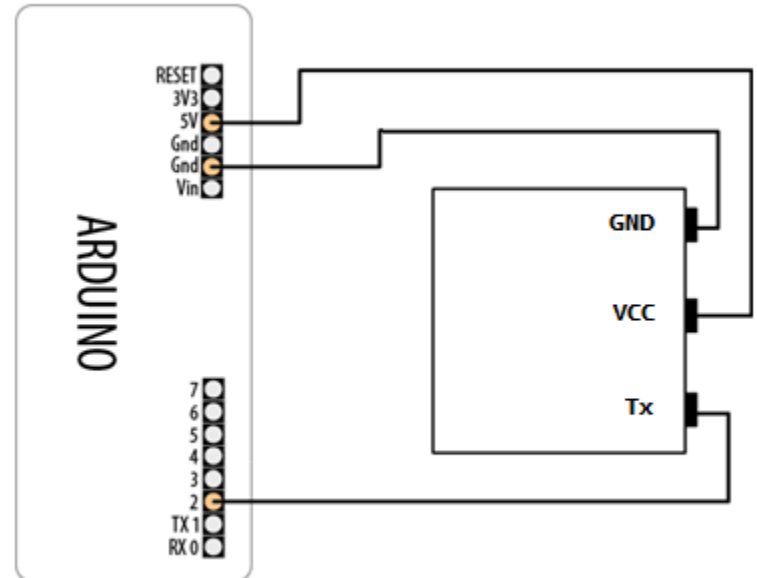 RESET
3V3
5V
Gnd
Gnd
Vin
ARDUINO
GND
VCC
Tx
7
6
5
4
3
2
TX 1
RX 0